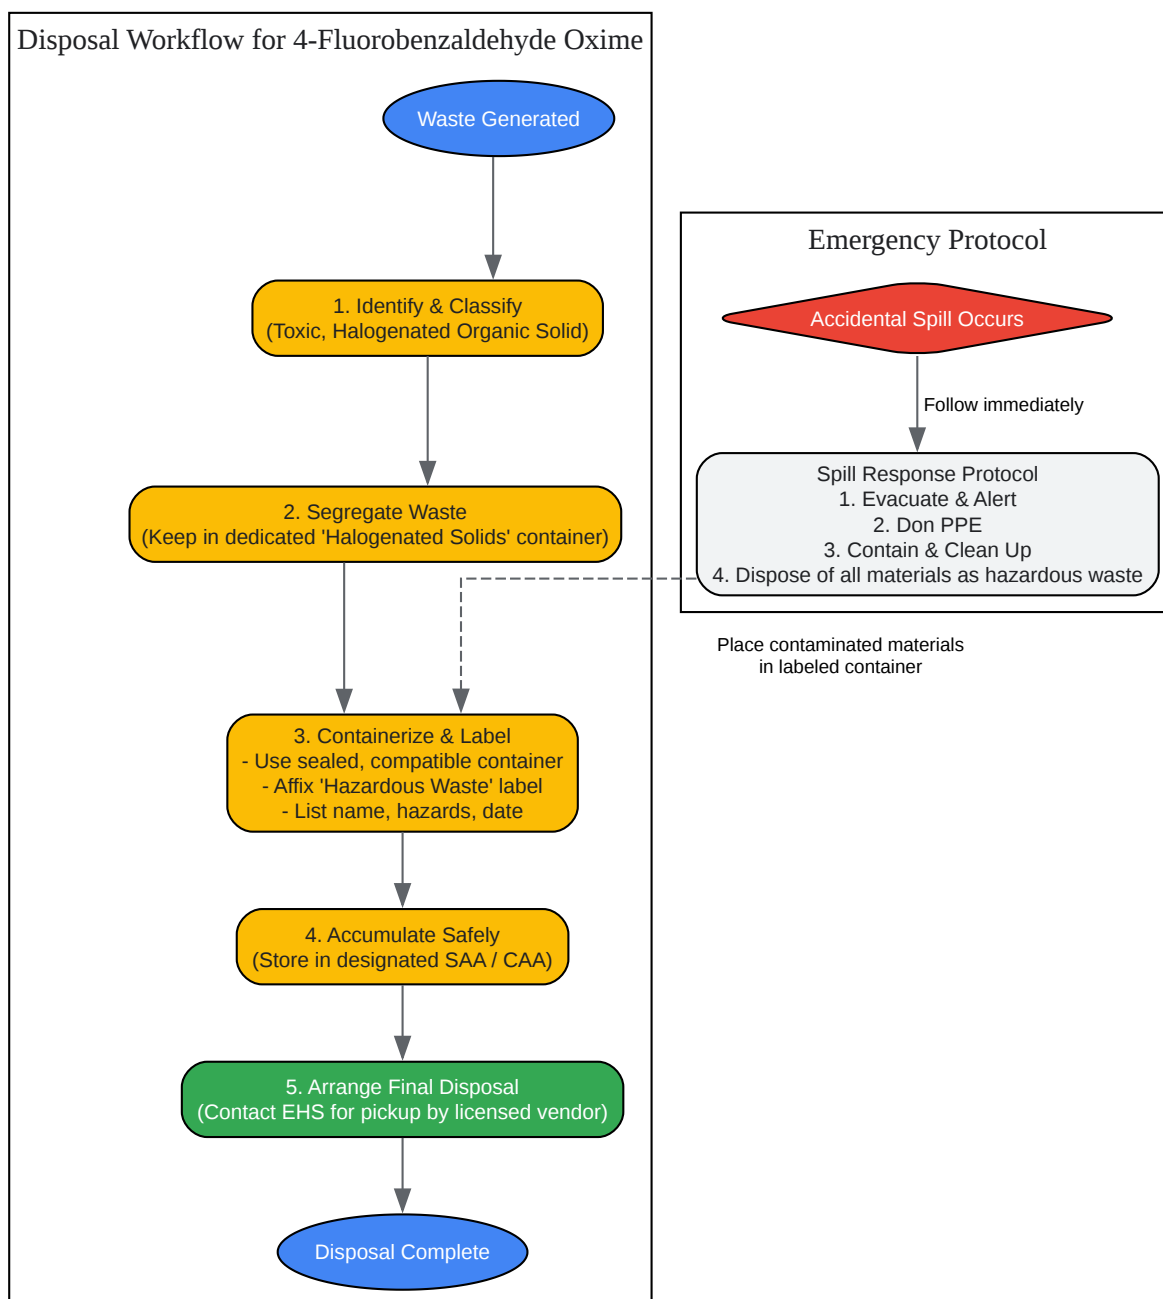 Disposal Workflow for 4-Fluorobenzaldehyde Oxime
Waste Generated
1. Identify & Classify
(Toxic, Halogenated Organic Solid)
2. Segregate Waste
(Keep in dedicated 'Halogenated Solids' container)
3. Containerize & Label
- Use sealed, compatible container
- Affix 'Hazardous Waste' label
- List name, hazards, date
4. Accumulate Safely
(Store in designated SAA / CAA)
5. Arrange Final Disposal
(Contact EHS for pickup by licensed vendor)
Disposal Complete
Emergency Protocol
Accidental Spill Occurs
Follow immediately
Spill Response Protocol
1. Evacuate & Alert
2. Don PPE
3. Contain & Clean Up
4. Dispose of all materials as hazardous waste
Place contaminated materials
in labeled container